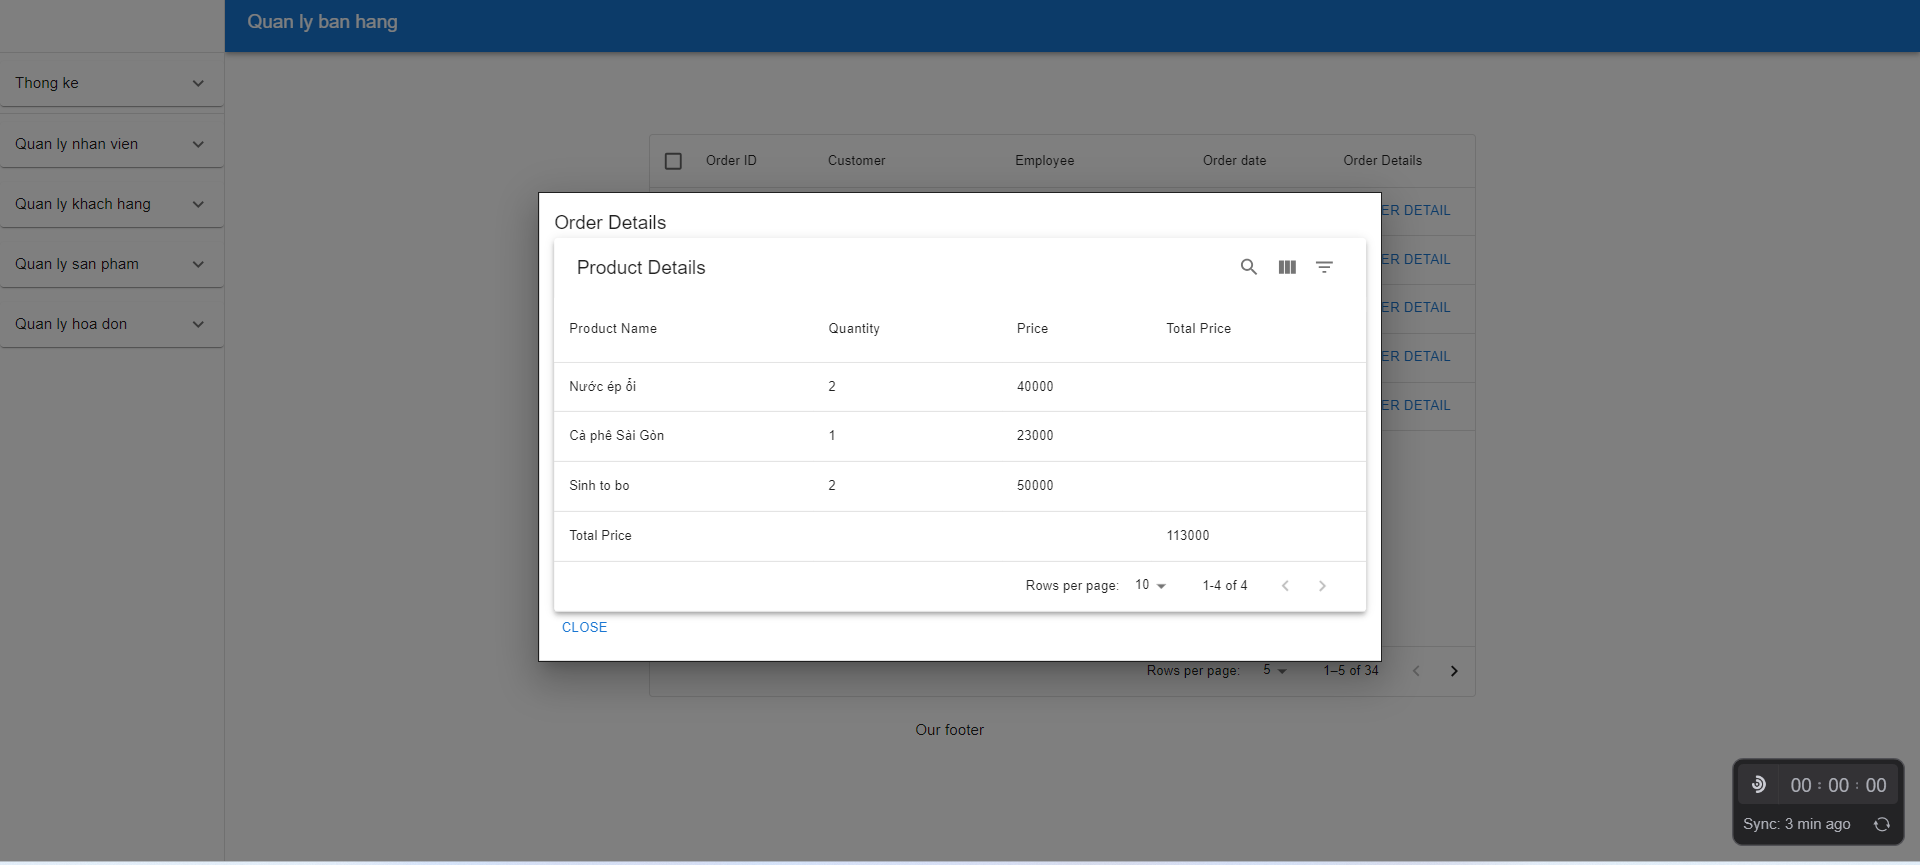 Quan ly ban hang
Thong ke
Quan ly nhan vien
Quan ly khach hang
Quan ly san pham
Quan ly hoa don
Order ID Customer Employee Order date Order Details
ER DETAIL
ER DETAIL
ER DETAIL
ER DETAIL
ER DETAIL
Order Details
Product Details
Product Name Quantity Price Total Price
Nước ép ổi 2 40000
Cà phê Sài Gòn 1 23000
Sinh to bo 2 50000
Total Price 113000
Rows per page: 10 1-4 of 4
CLOSE
Rows per page: 5 1–5 of 34
Our footer
00 : 00 : 00
Sync: 3 min ago